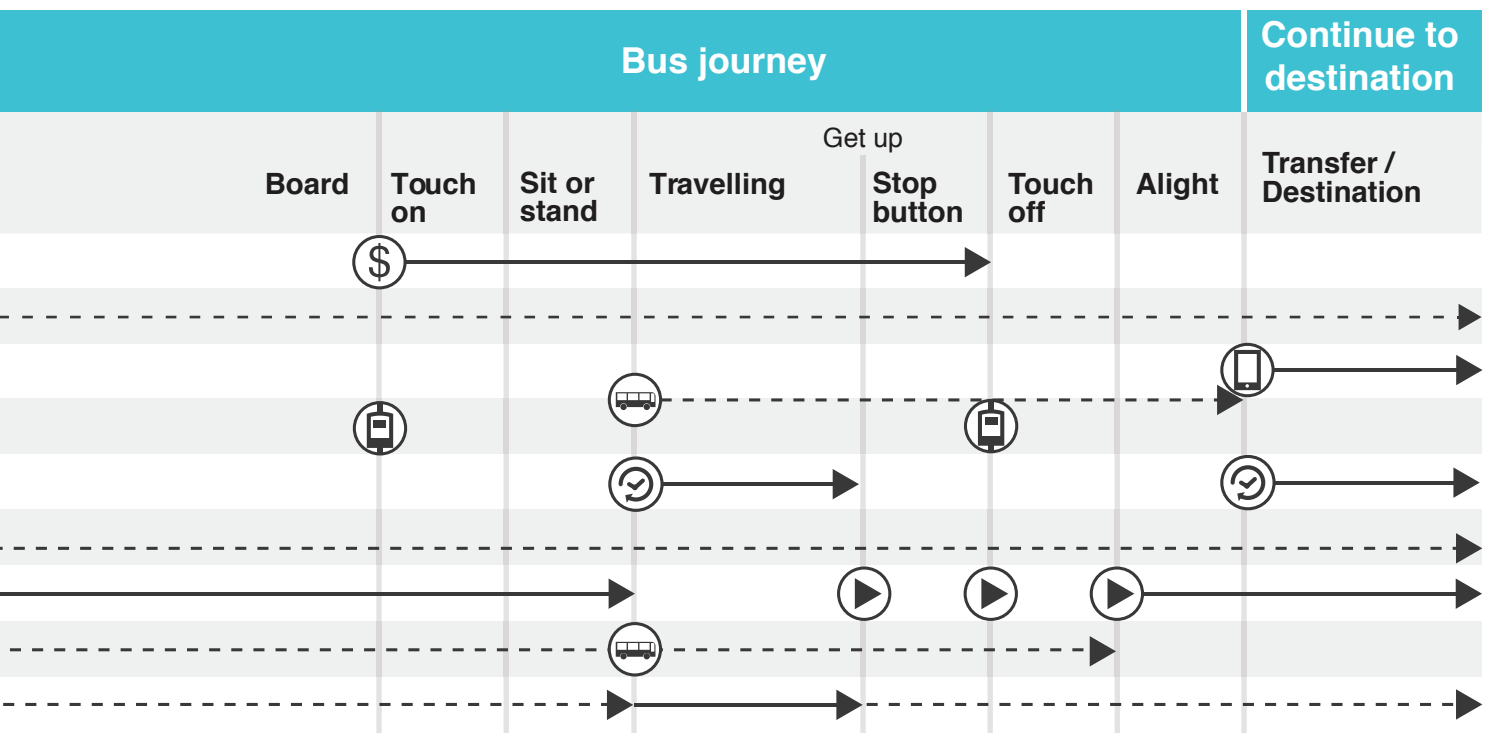 Bus journey
Continue to
destination
Get up
Board
Touch
on
Sit or
stand
Travelling
Stop
button
Touch
off
Alight
Transfer /
Destination
$